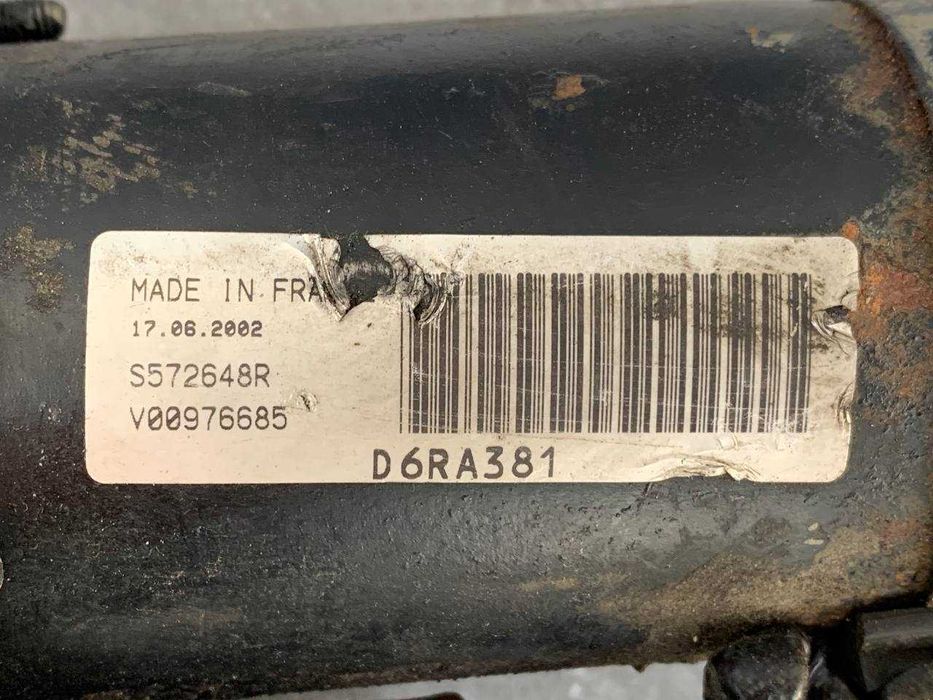 MADE IN FRA
17.06.2002
S572648R
V00976685
D6RA381